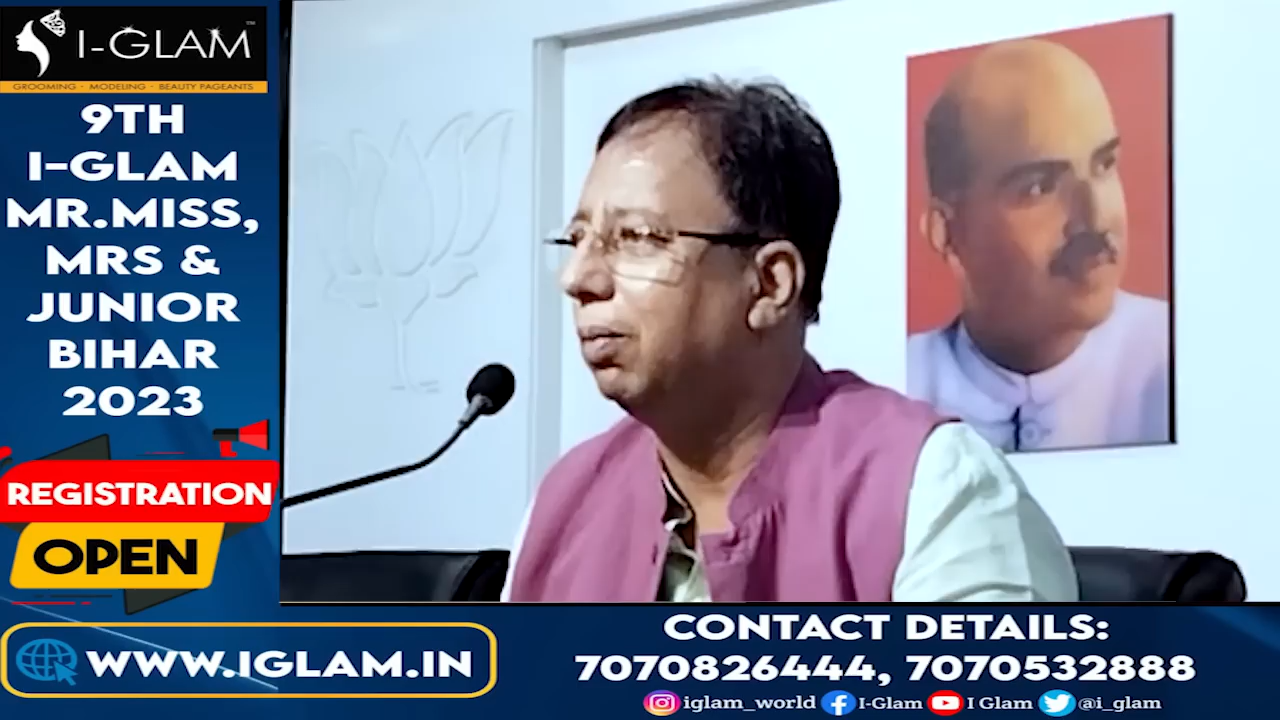 I-GLAM
™
GROOMING · MODELING · BEAUTY PAGEANTS
9TH
I-GLAM
MR.MISS,
MRS &
JUNIOR
BIHAR
2023
REGISTRATION
OPEN
WWW.IGLAM.IN
CONTACT DETAILS:
7070826444, 7070532888
iglam_world I-Glam I Glam @i_glam